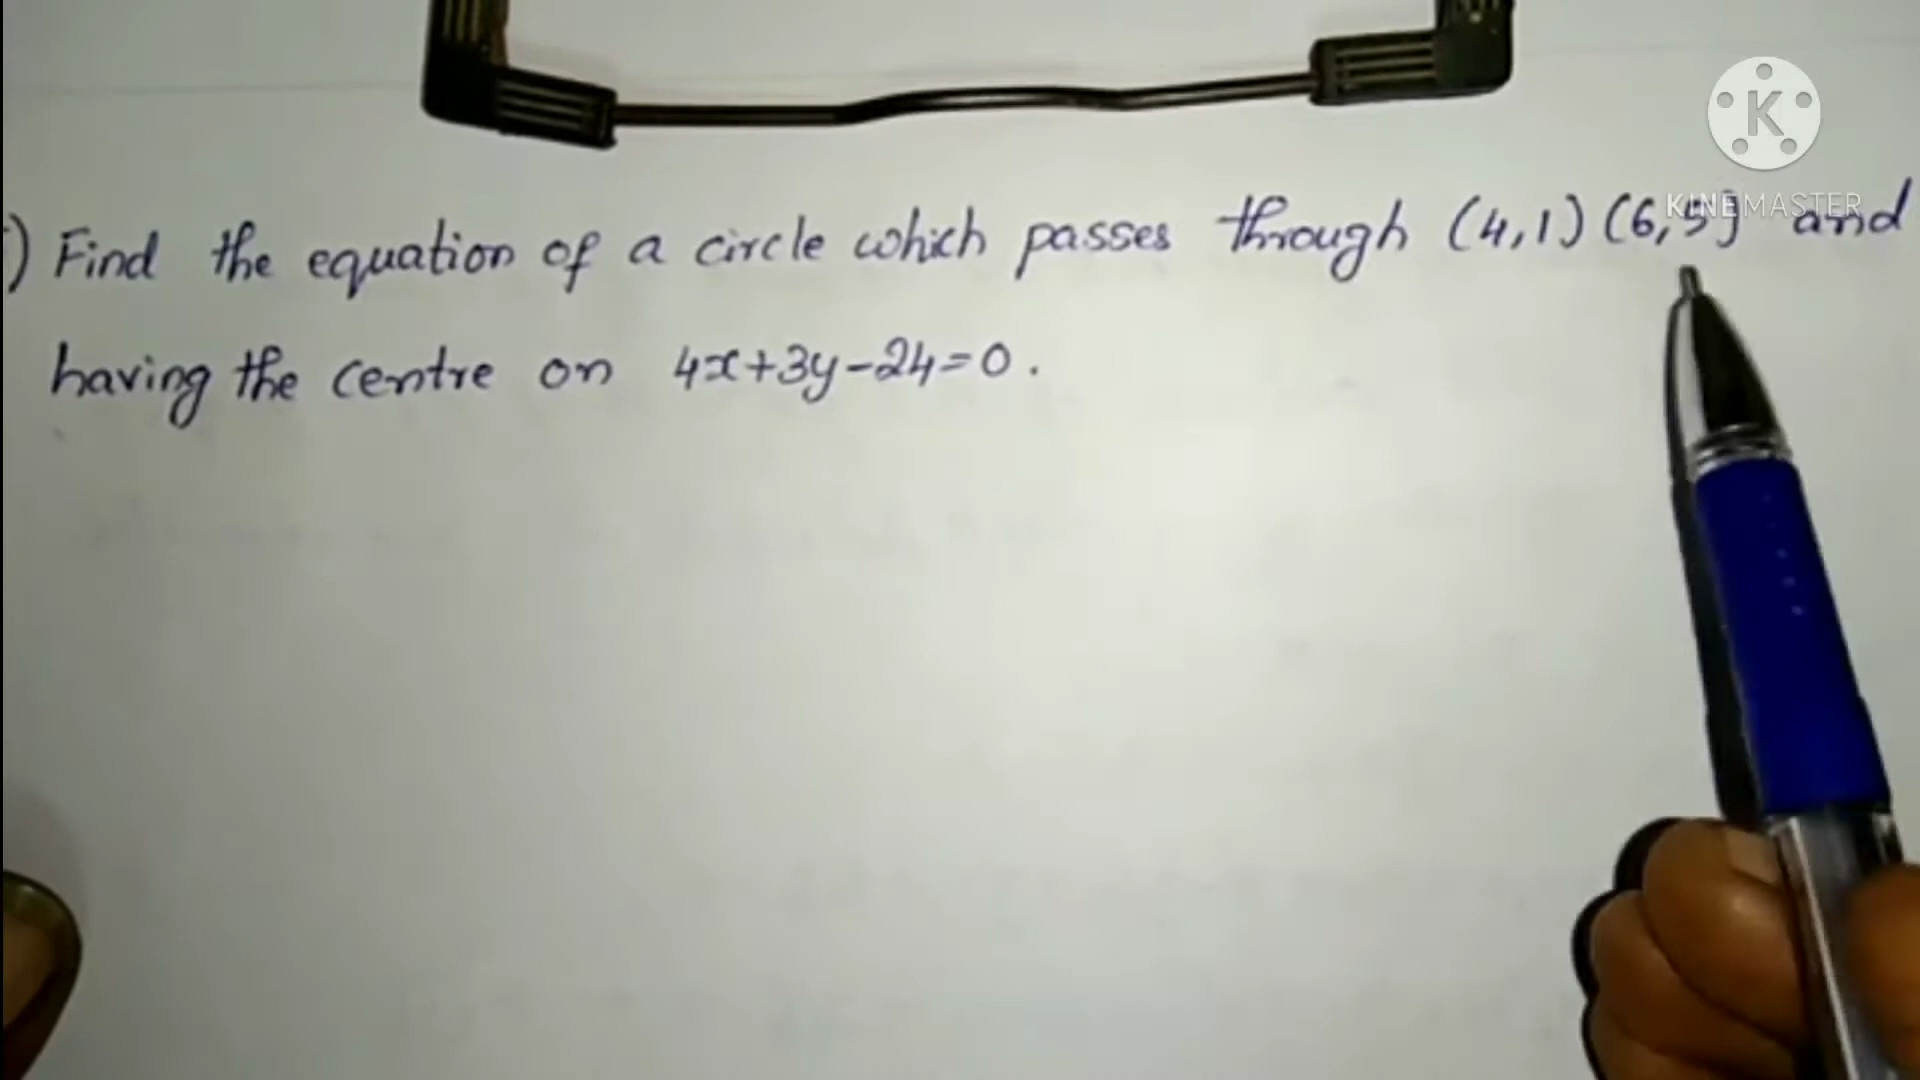 K
KINEMASTER
) Find the equation of a circle which passes through (4,1) (6,5) and
having the centre on 4x+3y-24=0.